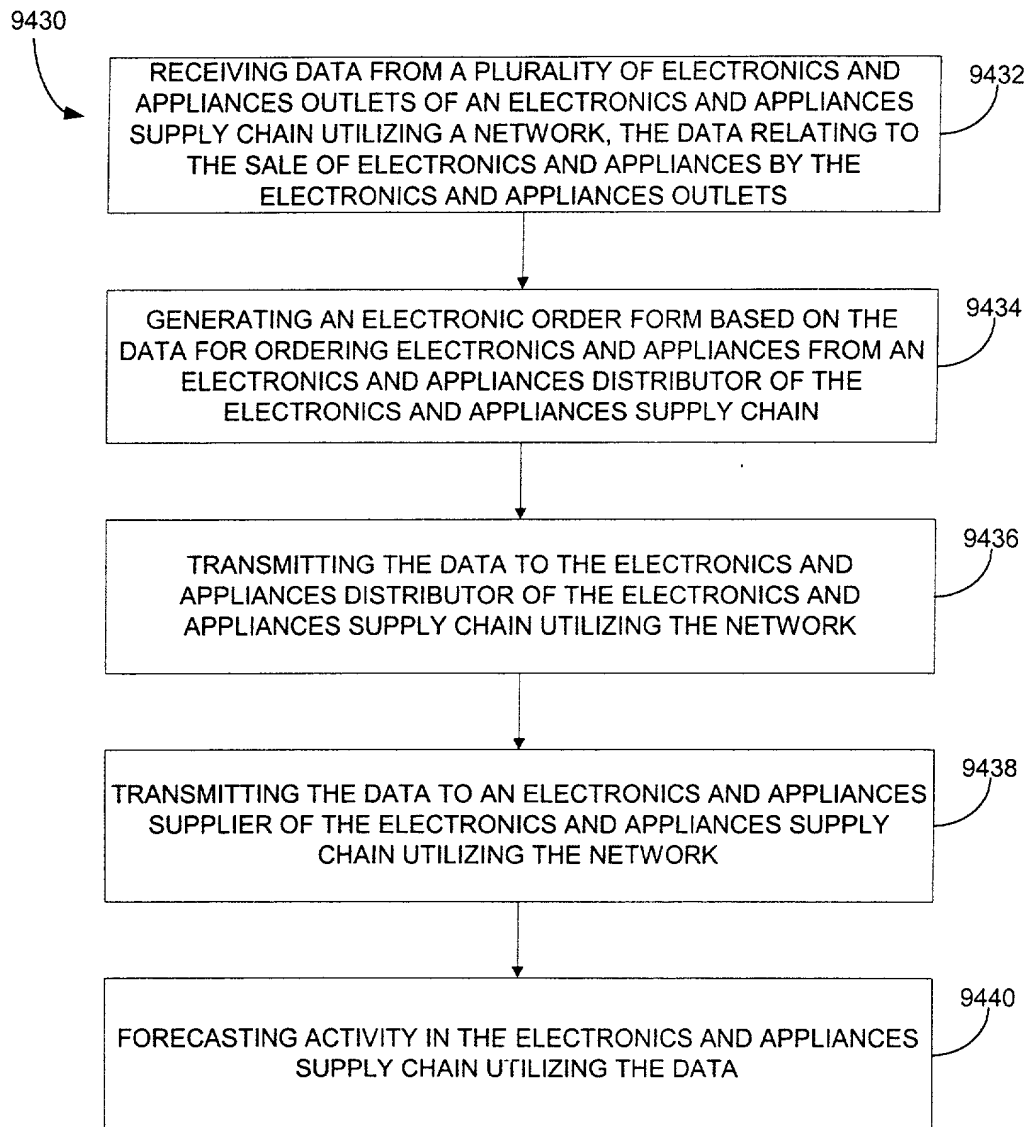 9430
RECEIVING DATA FROM A PLURALITY OF ELECTRONICS AND
APPLIANCES OUTLETS OF AN ELECTRONICS AND APPLIANCES
SUPPLY CHAIN UTILIZING A NETWORK, THE DATA RELATING TO
THE SALE OF ELECTRONICS AND APPLIANCES BY THE
ELECTRONICS AND APPLIANCES OUTLETS
9432
GENERATING AN ELECTRONIC ORDER FORM BASED ON THE
DATA FOR ORDERING ELECTRONICS AND APPLIANCES FROM AN
ELECTRONICS AND APPLIANCES DISTRIBUTOR OF THE
ELECTRONICS AND APPLIANCES SUPPLY CHAIN
9434
TRANSMITTING THE DATA TO THE ELECTRONICS AND
APPLIANCES DISTRIBUTOR OF THE ELECTRONICS AND
APPLIANCES SUPPLY CHAIN UTILIZING THE NETWORK
9436
TRANSMITTING THE DATA TO AN ELECTRONICS AND APPLIANCES
SUPPLIER OF THE ELECTRONICS AND APPLIANCES SUPPLY
CHAIN UTILIZING THE NETWORK
9438
FORECASTING ACTIVITY IN THE ELECTRONICS AND APPLIANCES
SUPPLY CHAIN UTILIZING THE DATA
9440